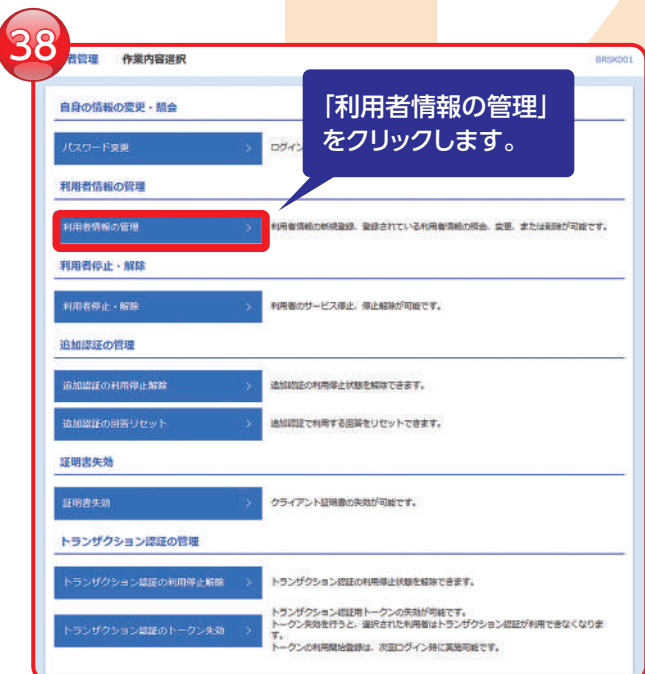 38
者管理 作業内容選択 BRSK001
自身の情報の変更・照会
「利用者情報の管理」
をクリックします。
パスワード変更 > ログイン
利用者情報の管理
利用者情報の管理 > 利用者情報の新規登録、登録されている利用者情報の照会、変更、または削除が可能です。
利用者停止・解除
利用者停止・解除 > 利用者のサービス停止、停止解除が可能です。
追加認証の管理
追加認証の利用停止解除 > 追加認証の利用停止状態を解除できます。
追加認証の回答リセット > 追加認証で利用する回答をリセットできます。
証明書失効
証明書失効 > クライアント証明書の失効が可能です。
トランザクション認証の管理
トランザクション認証の利用停止解除 > トランザクション認証の利用停止状態を解除できます。
トランザクション認証のトークン失効 > トランザクション認証用トークンの失効が可能です。
トークン失効を行うと、選択された利用者はトランザクション認証が利用できなくなりま
す。
トークンの利用開始登録は、次回ログイン時に実施可能です。